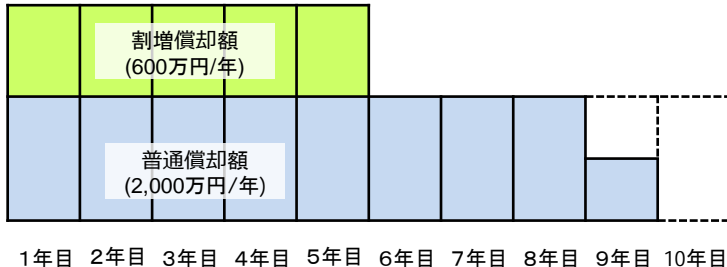 割増償却額
(600万円/年)
普通償却額
(2,000万円/年)
1年目 2年目 3年目 4年目 5年目 6年目 7年目 8年目 9年目 10年目